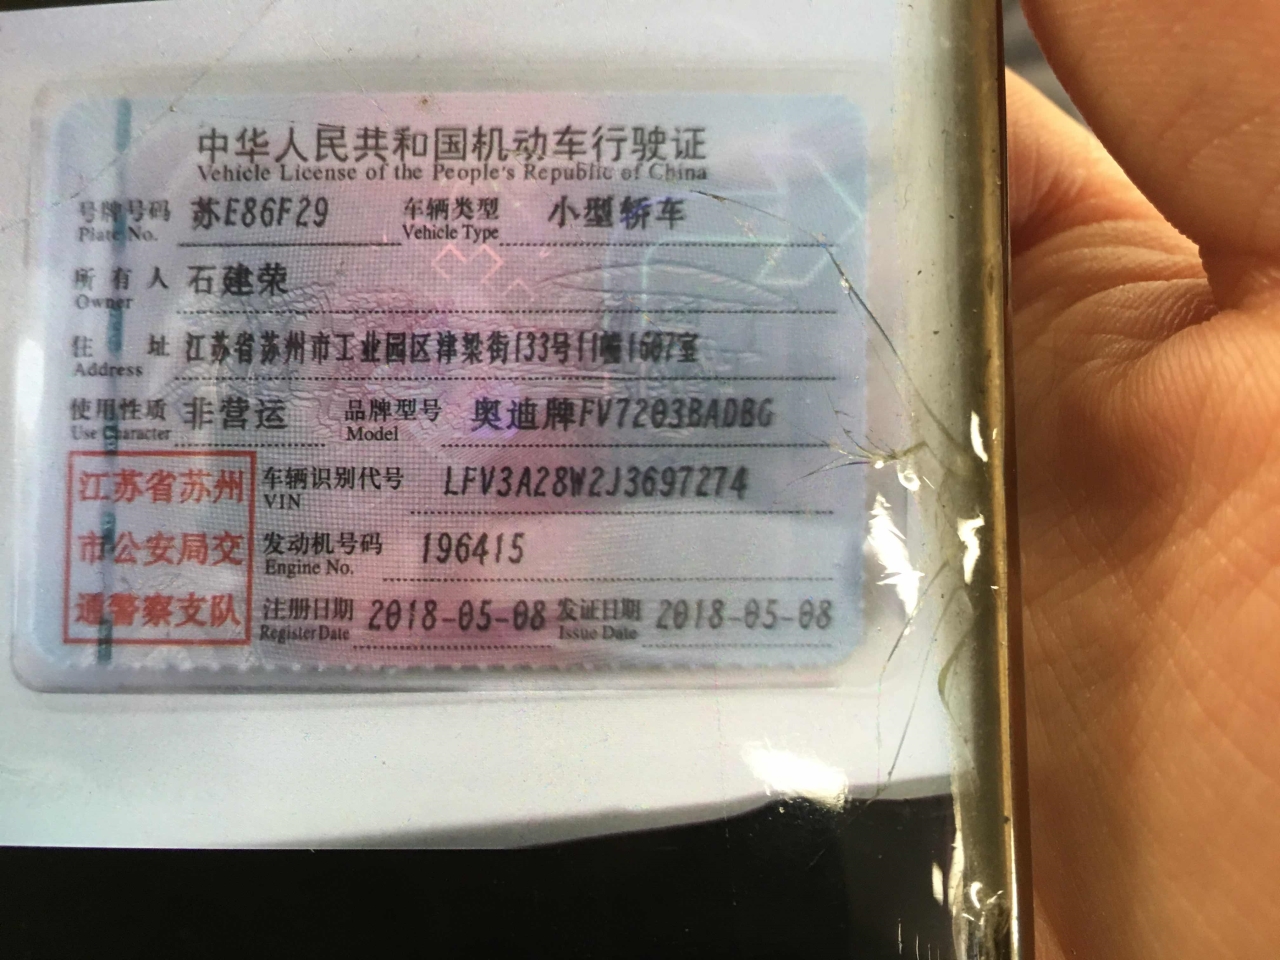 中华人民共和国机动车行驶证
Vehicle License of the People's Republic of China
号牌号码 苏E86F29 车辆类型 小型轿车
Plate No. Vehicle Type
所有人 石建荣
Owner
住址 江苏省苏州市工业园区津梁街133号11幢1607室
Address
使用性质 非营运 品牌型号 奥迪牌FV7203BADBG
Use Character Model
江苏省苏州 车辆识别代号 LFV3A28W2J3697274
VIN
市公安局交 发动机号码 196415
Engine No.
通警察支队 注册日期 2018-05-08 发证日期 2018-05-08
Register Date Issue Date